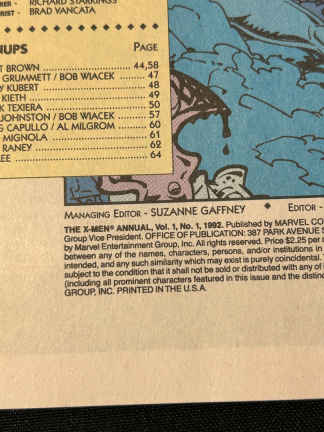 RER - RICHARD STARKINGS
RIST - BRAD VANCATA
NUPS PAGE
T BROWN 44,58
GRUMMETT / BOB WIACEK 47
Y KUBERT 48
KIETH 49
K TEXIERA 50
JOHNSTON / BOB WIACEK 57
G CAPULLO / AL MILGROM 60
MIGNOLA 61
RANEY 62
EE 64
MANAGING EDITOR - SUZANNE GAFFNEY ◆ EDITOR -
THE X-MEN® ANNUAL, Vol. 1, No. 1, 1992. Published by MARVEL CO
Group Vice President. OFFICE OF PUBLICATION: 387 PARK AVENUE S
by Marvel Entertainment Group, Inc. All rights reserved. Price $2.25 per
between any of the names, characters, persons, and/or institutions in
intended, and any such similarity which may exist is purely coincidental.
subject to the condition that it shall not be sold or distributed with any of
(including all prominent characters featured in this issue and the distinct
GROUP, INC. PRINTED IN THE U.S.A.